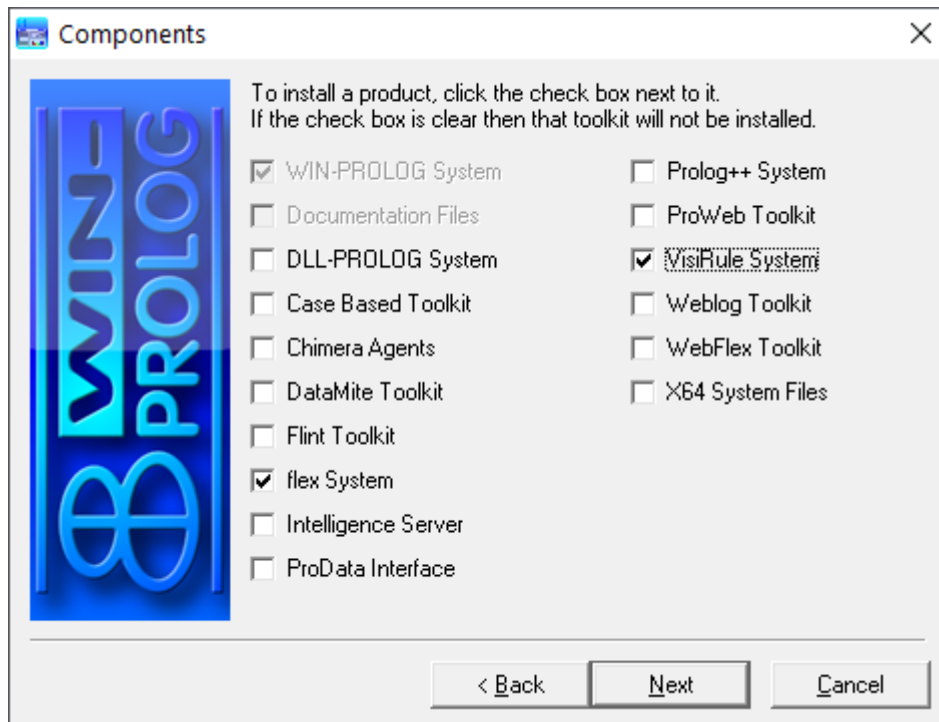 Components
WIN-
PROLOG
To install a product, click the check box next to it.
If the check box is clear then that toolkit will not be installed.
WIN-PROLOG System
Documentation Files
DLL-PROLOG System
Case Based Toolkit
Chimera Agents
DataMite Toolkit
Flint Toolkit
flex System
Intelligence Server
ProData Interface
Prolog++ System
ProWeb Toolkit
VisiRule System
Weblog Toolkit
WebFlex Toolkit
X64 System Files
< Back
Next
Cancel